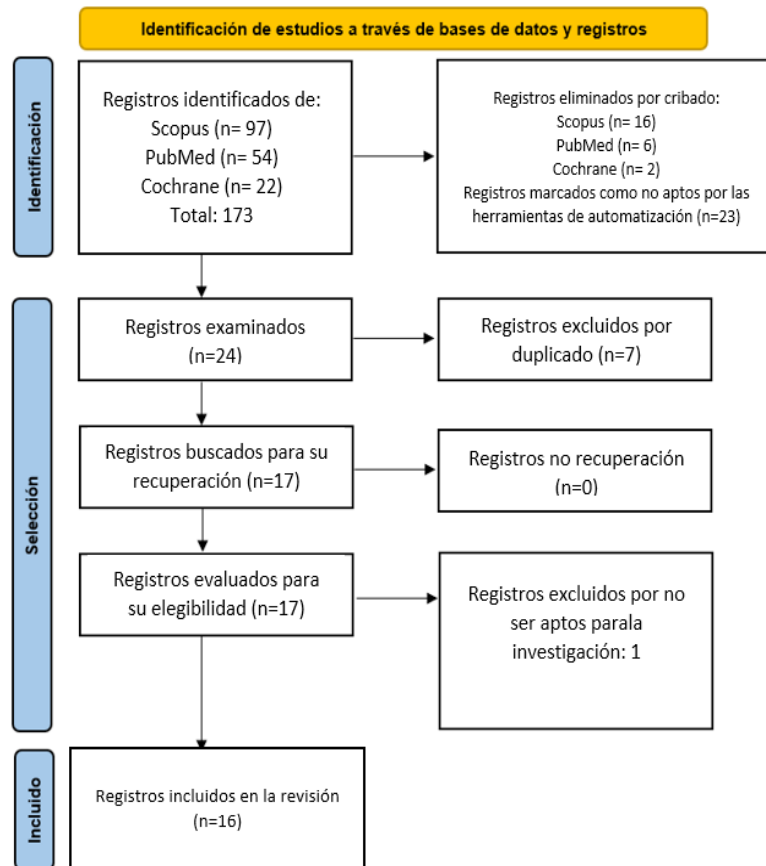 Identificación de estudios a través de bases de datos y registros
Identificación
Registros identificados de:
Scopus (n= 97)
PubMed (n= 54)
Cochrane (n= 22)
Total: 173
Registros eliminados por cribado:
Scopus (n= 16)
PubMed (n= 6)
Cochrane (n= 2)
Registros marcados como no aptos por las
herramientas de automatización (n=23)
Selección
Registros examinados
(n=24)
Registros excluidos por
duplicado (n=7)
Registros buscados para su
recuperación (n=17)
Registros no recuperación
(n=0)
Registros evaluados para
su elegibilidad (n=17)
Registros excluidos por no
ser aptos parala
investigación: 1
Incluido
Registros incluidos en la revisión
(n=16)